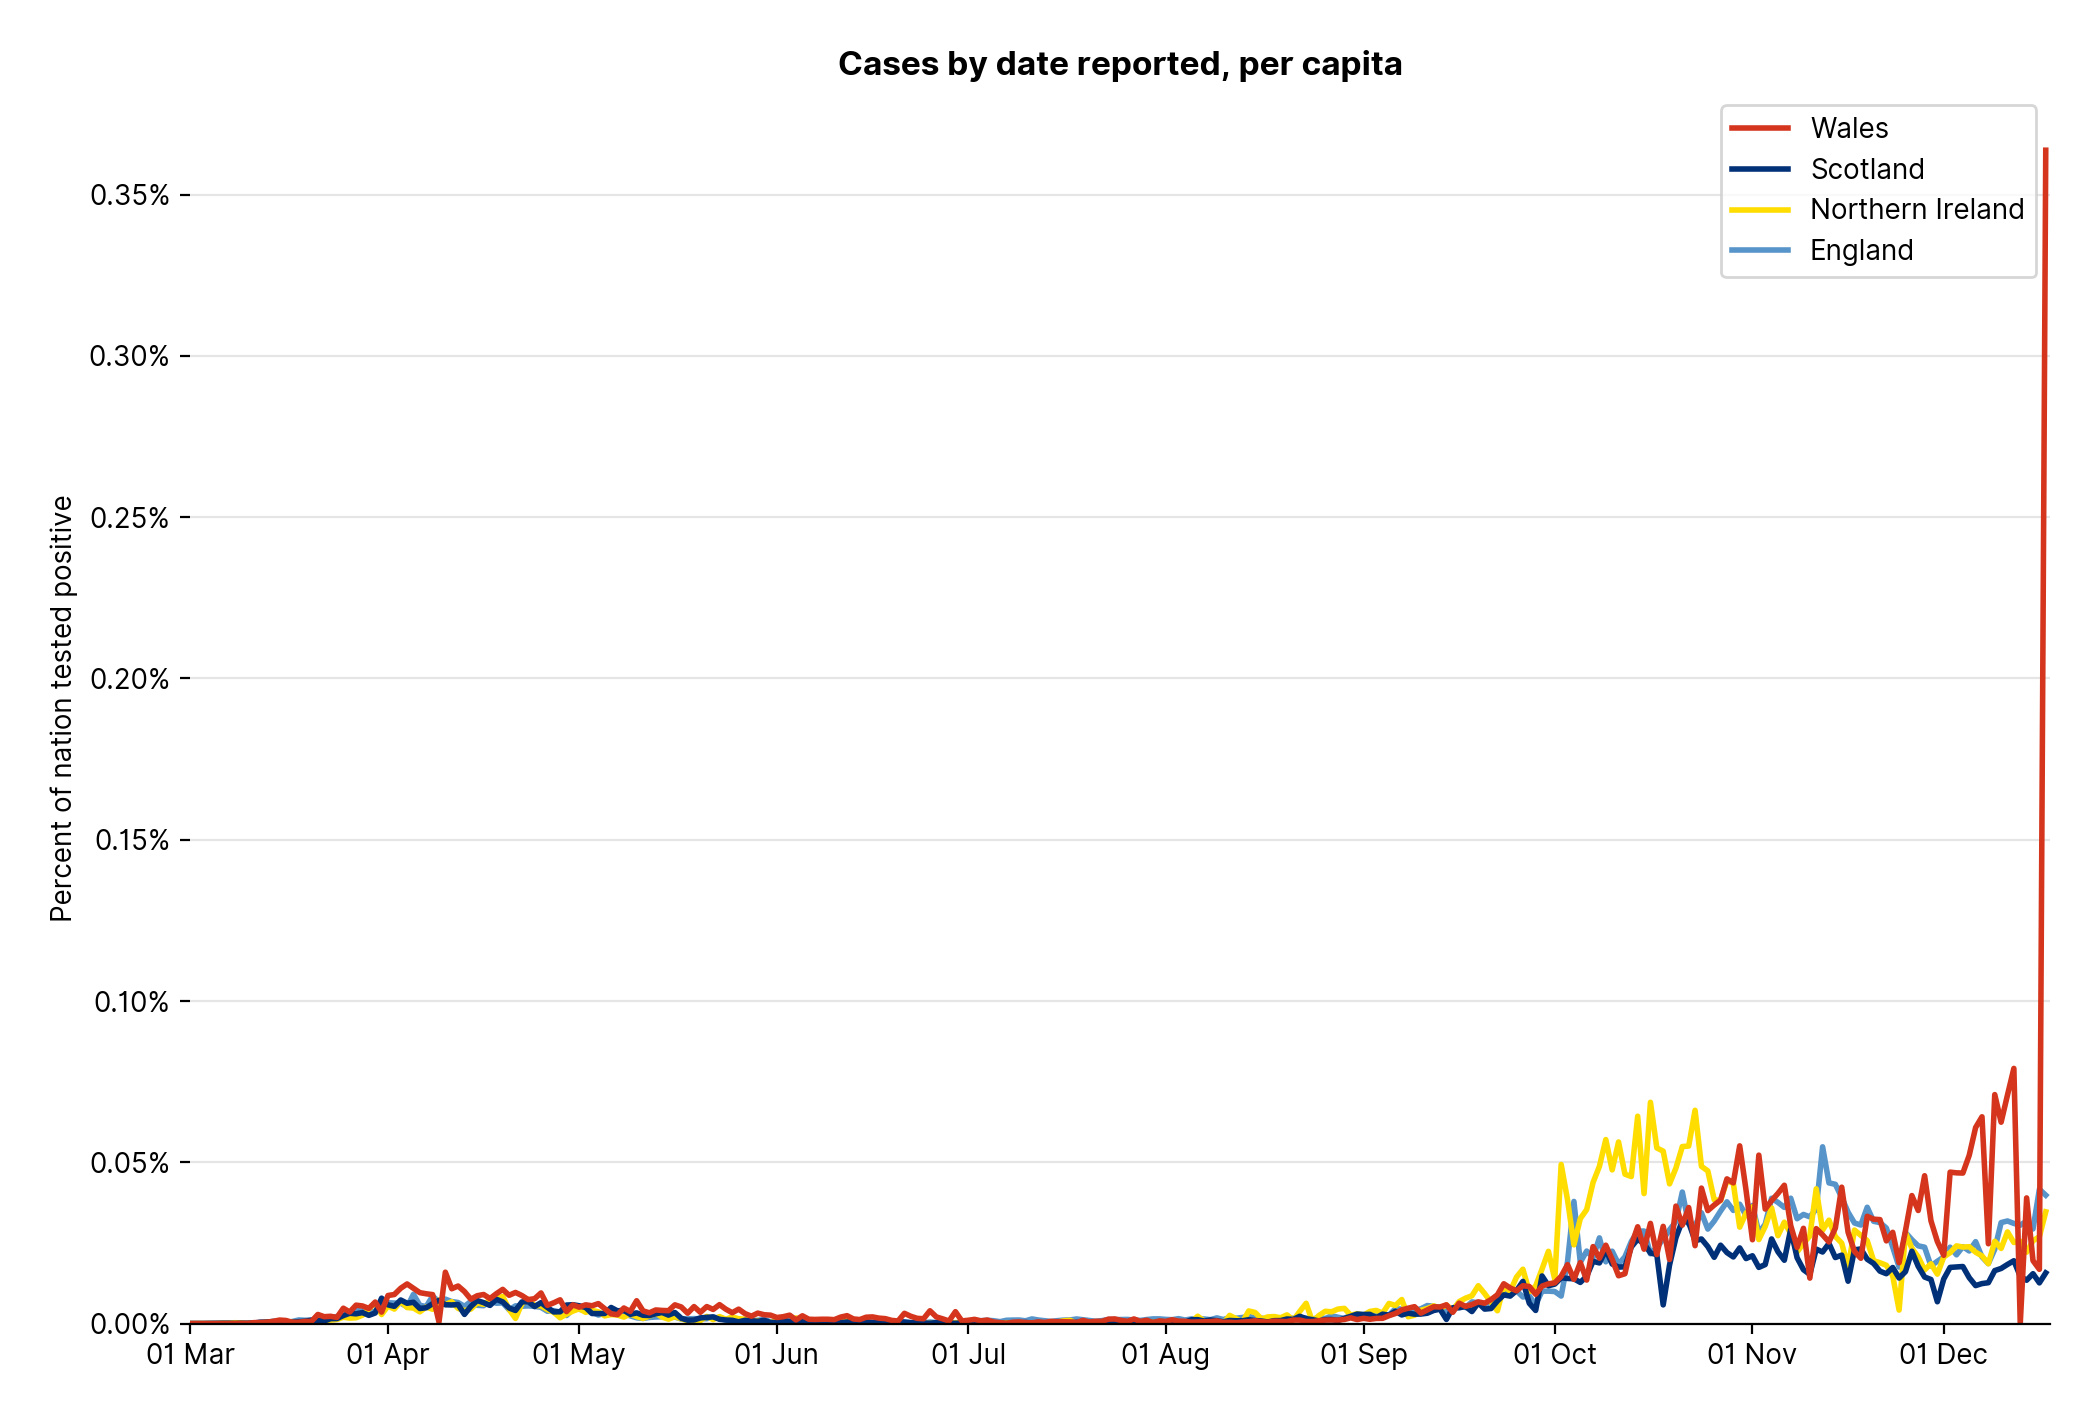 Cases by date reported, per capita
Wales
Scotland
Northern Ireland
England
Percent of nation tested positive
0.35%
0.30%
0.25%
0.20%
0.15%
0.10%
0.05%
0.00%
01 Mar
01 Apr
01 May
01 Jun
01 Jul
01 Aug
01 Sep
01 Oct
01 Nov
01 Dec